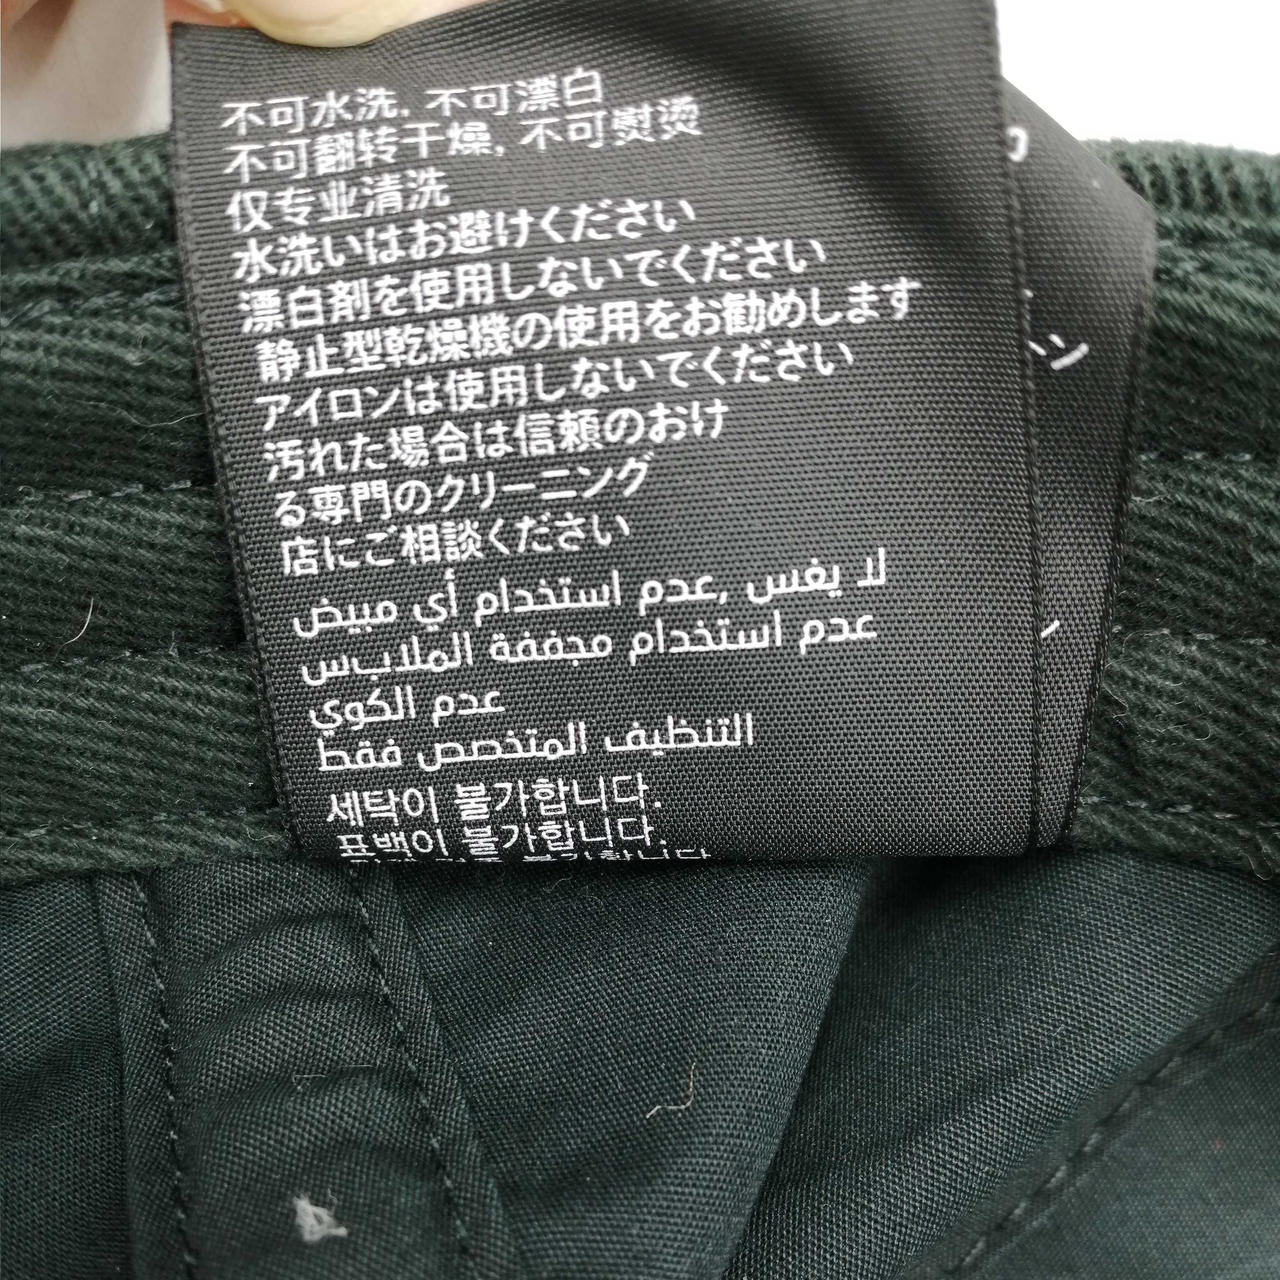 不可水洗, 不可漂白
不可翻转干燥, 不可熨烫
仅专业清洗
水洗いはお避けください
漂白剤を使用しないでください
静止型乾燥機の使用をお勧めします
アイロンは使用しないでください
汚れた場合は信頼のおけ
る専門のクリーニング
店にご相談ください
لا يغس ,عدم استخدام أي مبيض
عدم استخدام مجففة الملابس
عدم الكوي
التنظيف المتخصص فقط
세탁이 불가합니다.
표백이 불가합니다.